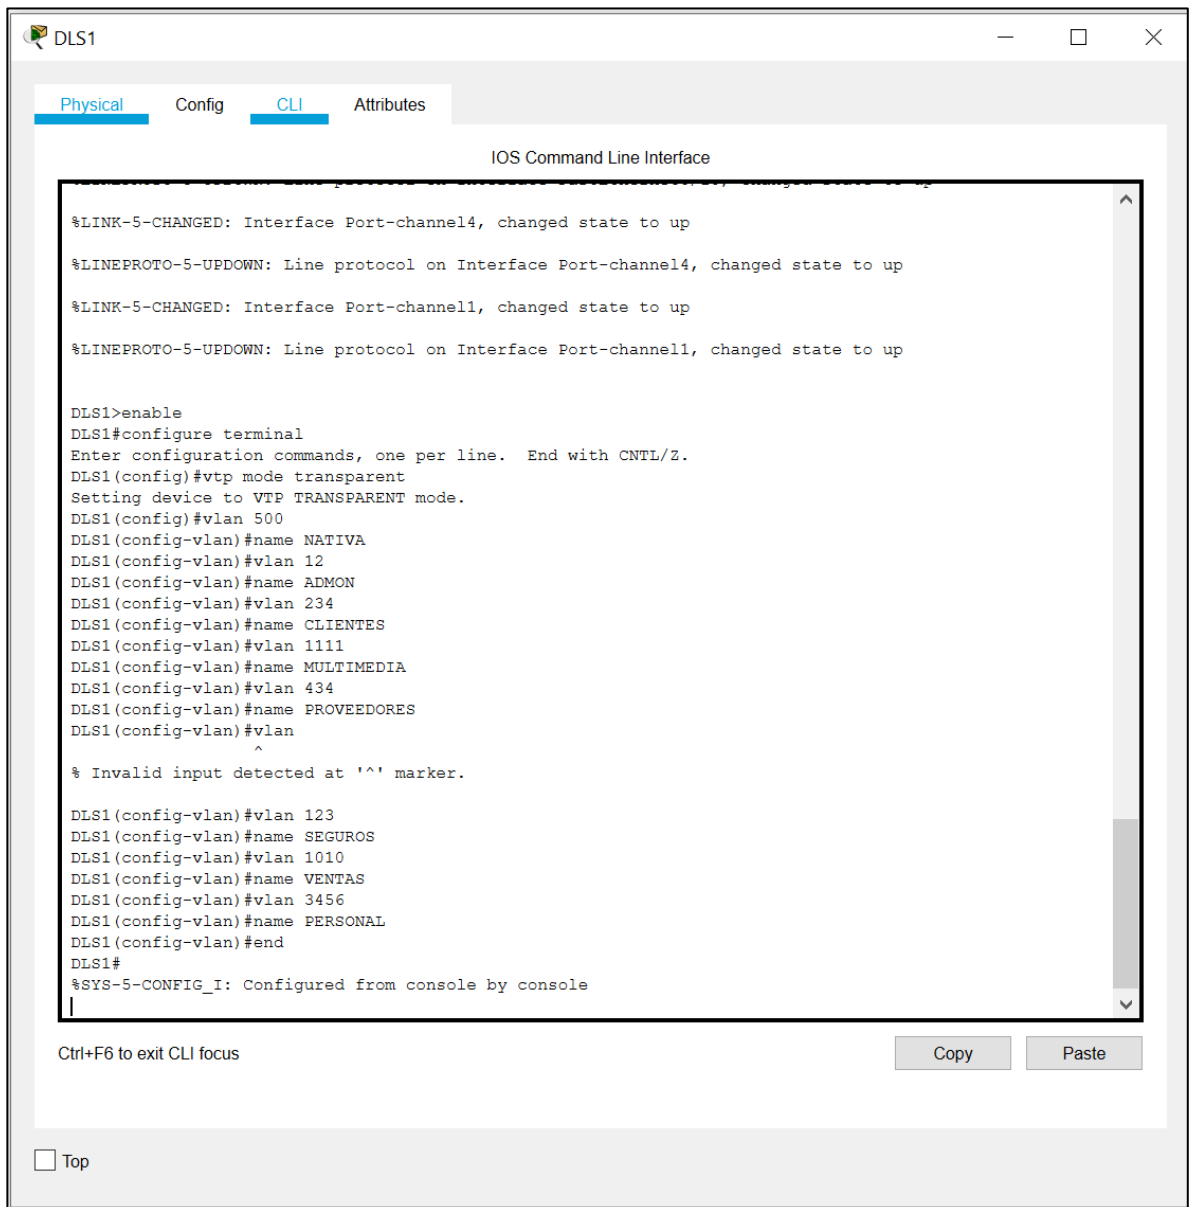 DLS1
Physical Config CLI Attributes
IOS Command Line Interface
%LINK-5-CHANGED: Interface Port-channel4, changed state to up
%LINEPROTO-5-UPDOWN: Line protocol on Interface Port-channel4, changed state to up
%LINK-5-CHANGED: Interface Port-channel1, changed state to up
%LINEPROTO-5-UPDOWN: Line protocol on Interface Port-channel1, changed state to up
DLS1>enable
DLS1#configure terminal
Enter configuration commands, one per line.  End with CNTL/Z.
DLS1(config)#vtp mode transparent
Setting device to VTP TRANSPARENT mode.
DLS1(config)#vlan 500
DLS1(config-vlan)#name NATIVA
DLS1(config-vlan)#vlan 12
DLS1(config-vlan)#name ADMON
DLS1(config-vlan)#vlan 234
DLS1(config-vlan)#name CLIENTES
DLS1(config-vlan)#vlan 1111
DLS1(config-vlan)#name MULTIMEDIA
DLS1(config-vlan)#vlan 434
DLS1(config-vlan)#name PROVEEDORES
DLS1(config-vlan)#vlan
^
% Invalid input detected at '^' marker.
DLS1(config-vlan)#vlan 123
DLS1(config-vlan)#name SEGUROS
DLS1(config-vlan)#vlan 1010
DLS1(config-vlan)#name VENTAS
DLS1(config-vlan)#vlan 3456
DLS1(config-vlan)#name PERSONAL
DLS1(config-vlan)#end
DLS1#
%SYS-5-CONFIG_I: Configured from console by console
Ctrl+F6 to exit CLI focus
Copy Paste
Top